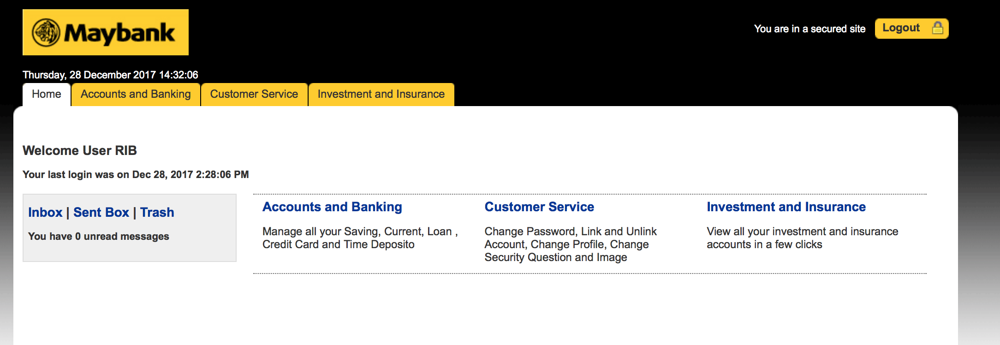 Maybank
You are in a secured site
Logout
Thursday, 28 December 2017 14:32:06
Home
Accounts and Banking
Customer Service
Investment and Insurance
Welcome User RIB
Your last login was on Dec 28, 2017 2:28:06 PM
Inbox | Sent Box | Trash
You have 0 unread messages
Accounts and Banking
Manage all your Saving, Current, Loan ,
Credit Card and Time Deposito
Customer Service
Change Password, Link and Unlink
Account, Change Profile, Change
Security Question and Image
Investment and Insurance
View all your investment and insurance
accounts in a few clicks